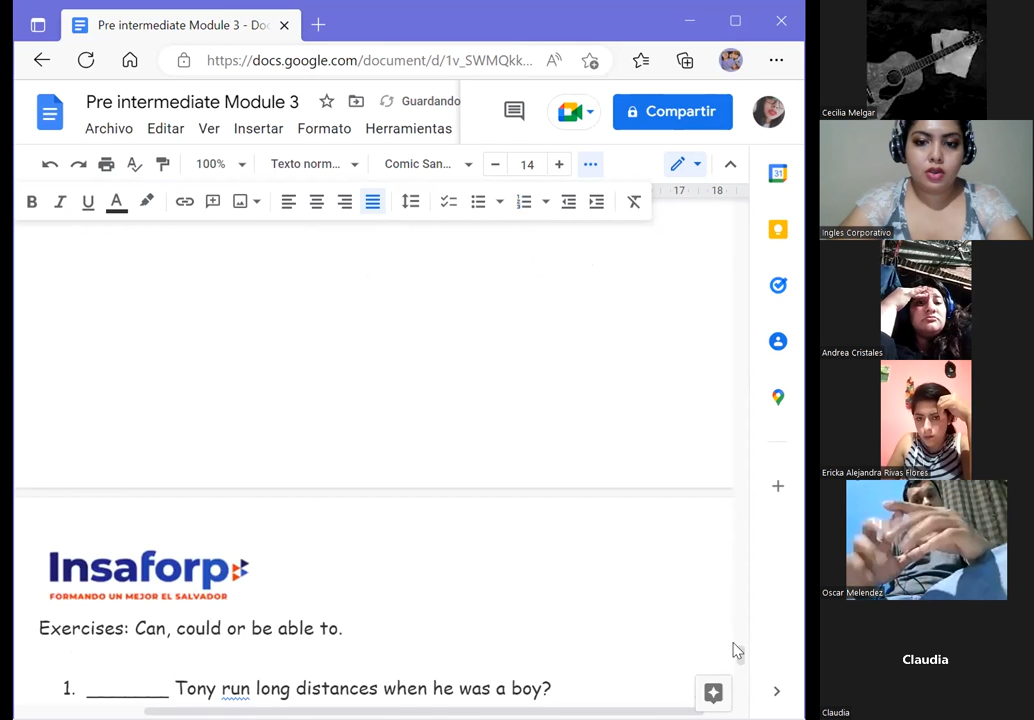 Pre intermediate Module 3 - Doc
https://docs.google.com/document/d/1v_SWMQkk...
Pre intermediate Module 3
Guardando
Compartir
Archivo Editar Ver Insertar Formato Herramientas
100% Texto norm... Comic San... 14
17 18
Insaforp
FORMANDO UN MEJOR EL SALVADOR
Exercises: Can, could or be able to.
1. ________ Tony run long distances when he was a boy?
Cecilia Melgar
Ingles Corporativo
Andrea Cristales
Ericka Alejandra Rivas Flores
Oscar Melendez
Claudia
Claudia